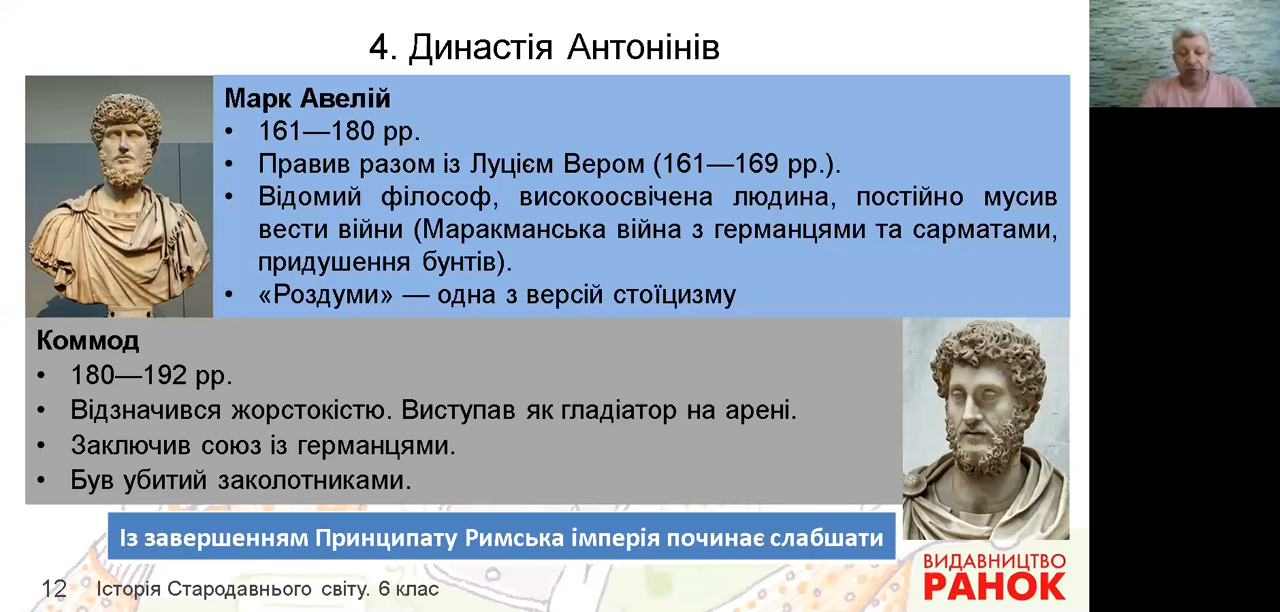 4. Династія Антонінів
Марк Авелій
• 161—180 рр.
• Правив разом із Луцієм Вером (161—169 рр.).
• Відомий філософ, високоосвічена людина, постійно мусив
вести війни (Маракманська війна з германцями та сарматами,
придушення бунтів).
• «Роздуми» — одна з версій стоїцизму
Коммод
• 180—192 рр.
• Відзначився жорстокістю. Виступав як гладіатор на арені.
• Заключив союз із германцями.
• Був убитий заколотниками.
Із завершенням Принципату Римська імперія починає слабшати
12 Історія Стародавнього світу. 6 клас
ВИДАВНИЦТВО
РАНОК